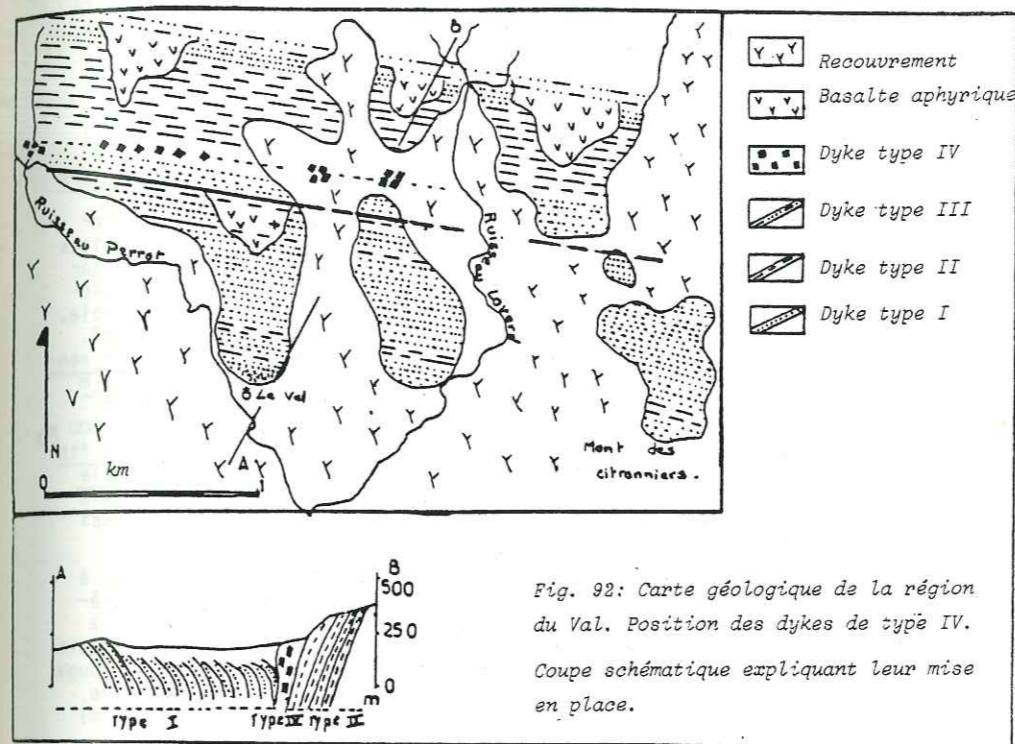 B
Recouvrement
Basalte aphyrique
Dyke type IV
Dyke type III
Dyke type II
Dyke type I
Ruisseau Perrot
Le Val
Mont des
citronniers.
N
A
km
0
1
A
B
500
250
0
m
Type I
Type IV
Type II
Fig. 92: Carte géologique de la région
du Val. Position des dykes de type IV.
Coupe schématique expliquant leur mise
en place.